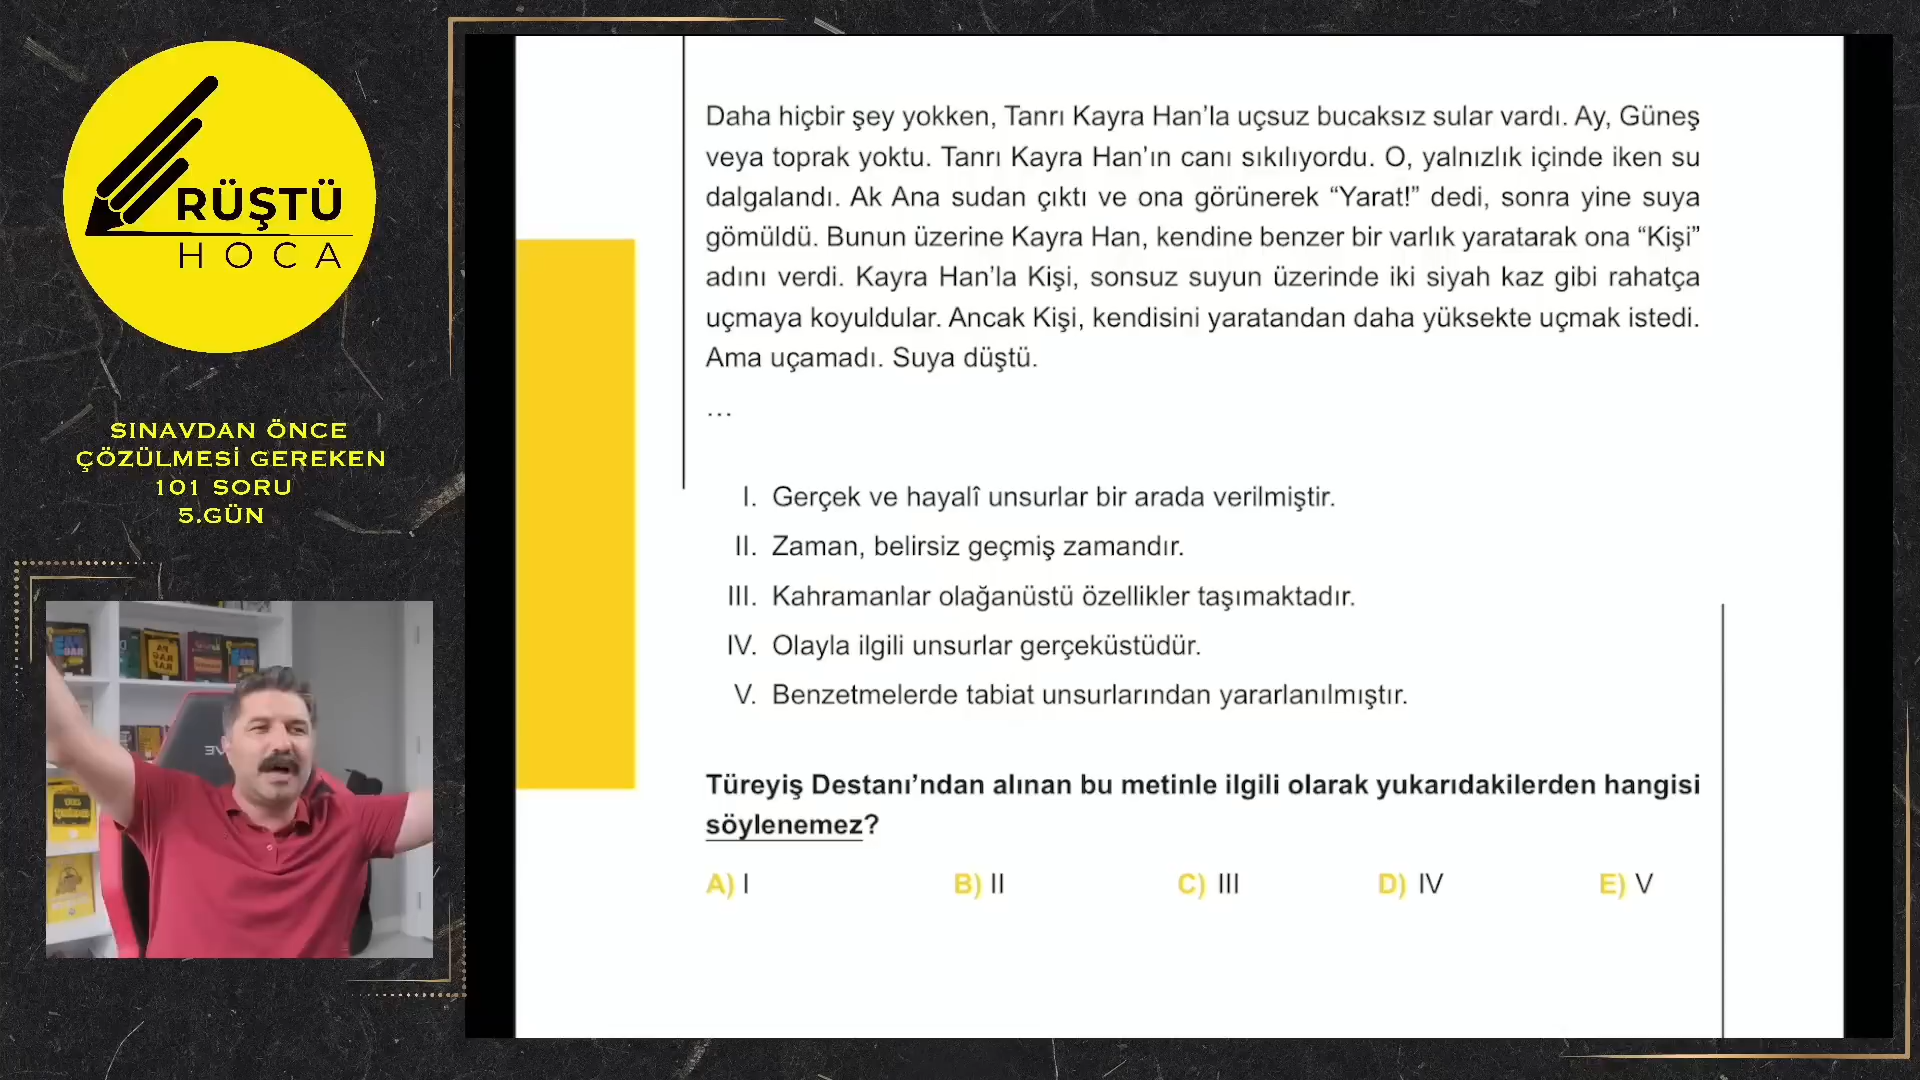 RÜŞTÜ
HOCA
SINAVDAN ÖNCE
ÇÖZÜLMESİ GEREKEN
101 SORU
5.GÜN
Daha hiçbir şey yokken, Tanrı Kayra Han’la uçsuz bucaksız sular vardı. Ay, Güneş
veya toprak yoktu. Tanrı Kayra Han’ın canı sıkılıyordu. O, yalnızlık içinde iken su
dalgalandı. Ak Ana sudan çıktı ve ona görünerek “Yarat!” dedi, sonra yine suya
gömüldü. Bunun üzerine Kayra Han, kendine benzer bir varlık yaratarak ona “Kişi”
adını verdi. Kayra Han’la Kişi, sonsuz suyun üzerinde iki siyah kaz gibi rahatça
uçmaya koyuldular. Ancak Kişi, kendisini yaratandan daha yüksekte uçmak istedi.
Ama uçamadı. Suya düştü.
...
I. Gerçek ve hayalî unsurlar bir arada verilmiştir.
II. Zaman, belirsiz geçmiş zamandır.
III. Kahramanlar olağanüstü özellikler taşımaktadır.
IV. Olayla ilgili unsurlar gerçeküstüdür.
V. Benzetmelerde tabiat unsurlarından yararlanılmıştır.
Türeyiş Destanı’ndan alınan bu metinle ilgili olarak yukarıdakilerden hangisi
söylenemez?
A) I B) II C) III D) IV E) V